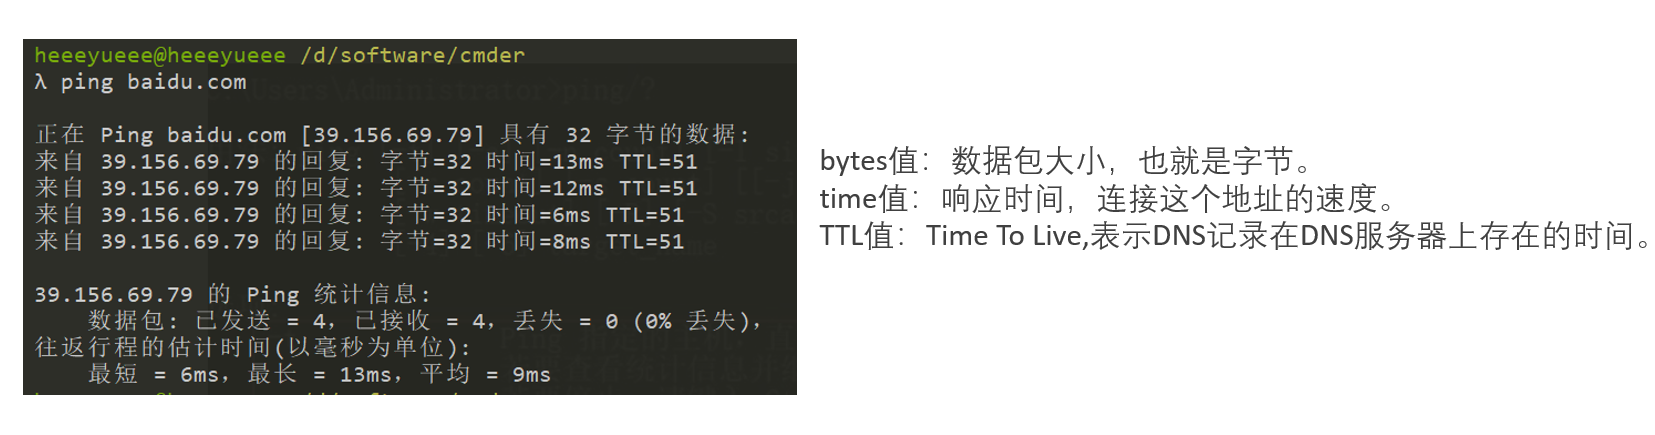 heeeyueee@heeeyueee /d/software/cmder
λ ping baidu.com
正在 Ping baidu.com [39.156.69.79] 具有 32 字节的数据:
来自 39.156.69.79 的回复: 字节=32 时间=13ms TTL=51
来自 39.156.69.79 的回复: 字节=32 时间=12ms TTL=51
来自 39.156.69.79 的回复: 字节=32 时间=6ms TTL=51
来自 39.156.69.79 的回复: 字节=32 时间=8ms TTL=51
39.156.69.79 的 Ping 统计信息:
数据包: 已发送 = 4, 已接收 = 4, 丢失 = 0 (0% 丢失),
往返行程的估计时间(以毫秒为单位):
最短 = 6ms, 最长 = 13ms, 平均 = 9ms
bytes值：数据包大小，也就是字节。
time值：响应时间，连接这个地址的速度。
TTL值：Time To Live,表示DNS记录在DNS服务器上存在的时间。